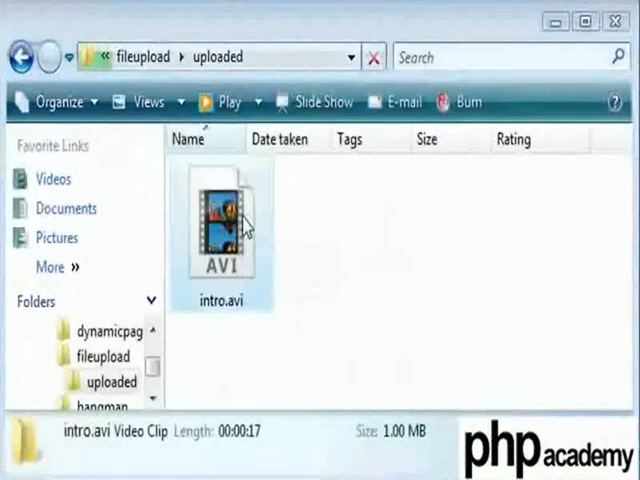 « fileupload uploaded Search
Organize Views Play Slide Show E-mail Burn
Name Date taken Tags Size Rating
Favorite Links
Videos
Documents
Pictures
More »
Folders
dynamicpag
fileupload
uploaded
hangman
AVI
intro.avi
intro.avi Video Clip Length: 00:00:17 Size: 1.00 MB
php academy